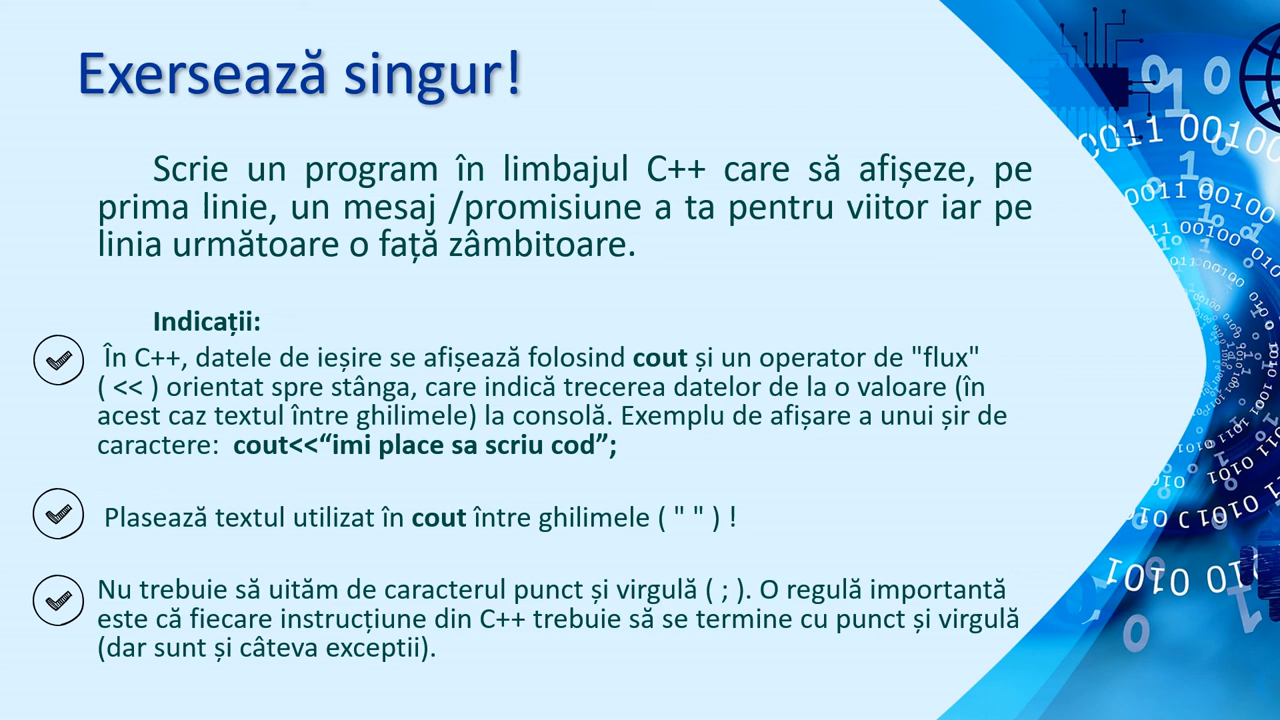 Exersează singur!
Scrie un program în limbajul C++ care să afișeze, pe
prima linie, un mesaj /promisiune a ta pentru viitor iar pe
linia următoare o față zâmbitoare.
Indicații:
În C++, datele de ieșire se afișează folosind cout și un operator de "flux"
( << ) orientat spre stânga, care indică trecerea datelor de la o valoare (în
acest caz textul între ghilimele) la consolă. Exemplu de afișare a unui șir de
caractere: cout<<“imi place sa scriu cod”;
Plasează textul utilizat în cout între ghilimele ( " " ) !
Nu trebuie să uităm de caracterul punct și virgulă ( ; ). O regulă importantă
este că fiecare instrucțiune din C++ trebuie să se termine cu punct și virgulă
(dar sunt și câteva exceptii).